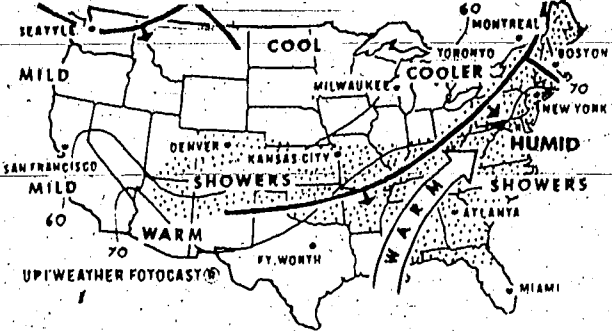 60
MONTREAL
SEATTLE
COOL
TORONTO
BOSTON
MILD
MILWAUKEE
COOLER
70
NEW YORK
DENVER
KANSAS CITY
HUMID
SAN FRANCISCO
SHOWERS
MILD
SHOWERS
60
WARM
ATLANTA
WARM
70
FT. WORTH
UPI WEATHER FOTOCAST ®
MIAMI